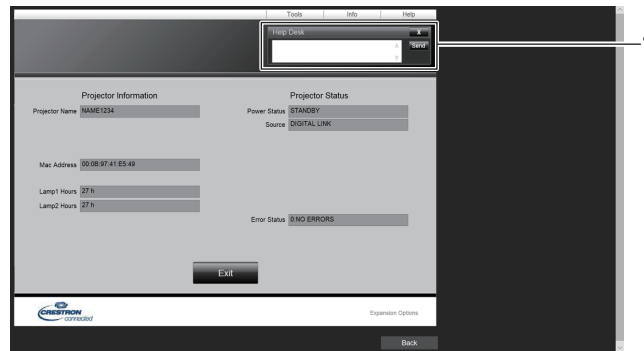 Tools Info Help
Help Desk X
Send
Projector Information Projector Status
Projector Name NAME1234 Power Status STANDBY
Source DIGITAL LINK
Mac Address 00:0B:97:41:E5:49
Lamp1 Hours 27 h
Lamp2 Hours 27 h
Error Status 0:NO ERRORS
Exit
CRESTRON
connected
Expansion Options
Back